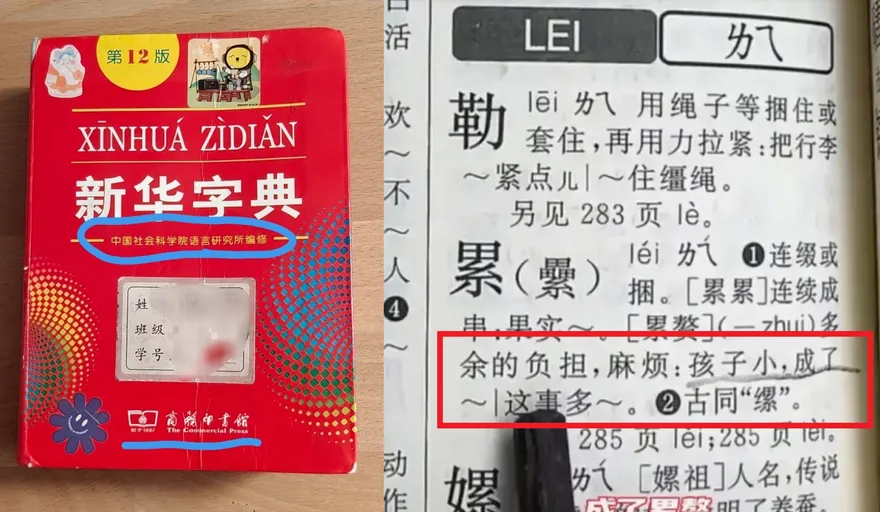 第12版
XĪNHUÁ ZÌDIǍN
新华字典
中国社会科学院语言研究所编修
姓
班级
学号
商务印书馆
The Commercial Press
活
欢
～
不
～
人
❹
～
动
作
LEI
ㄌㄟ
勒 lēi ㄌㄟ 用绳子等捆住或
套住，再用力拉紧：把行李
～紧点儿｜～住缰绳。
另见 283 页 lè。
累（纍） léi ㄌㄟˊ ❶连缀或
捆。［累累］连续成
串：果实～。［累赘］(—zhui)多
余的负担，麻烦：孩子小，成了
～｜这事多～。❷古同“缧”。
285 页 lěi；285 页 lèi。
嫘 ㄌㄟˊ ［嫘祖］人名，传说
明了养蚕。
成了累赘